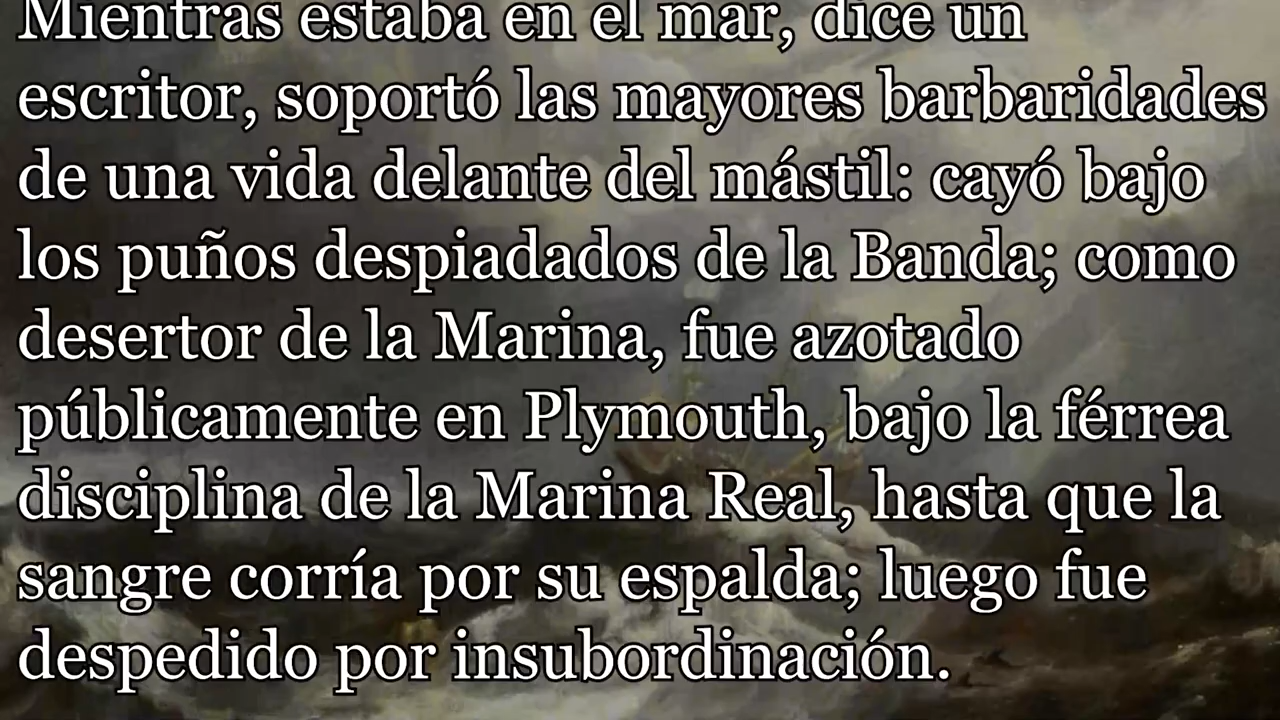 Mientras estaba en el mar, dice un
escritor, soportó las mayores barbaridades
de una vida delante del mástil: cayó bajo
los puños despiadados de la Banda; como
desertor de la Marina, fue azotado
públicamente en Plymouth, bajo la férrea
disciplina de la Marina Real, hasta que la
sangre corría por su espalda; luego fue
despedido por insubordinación.